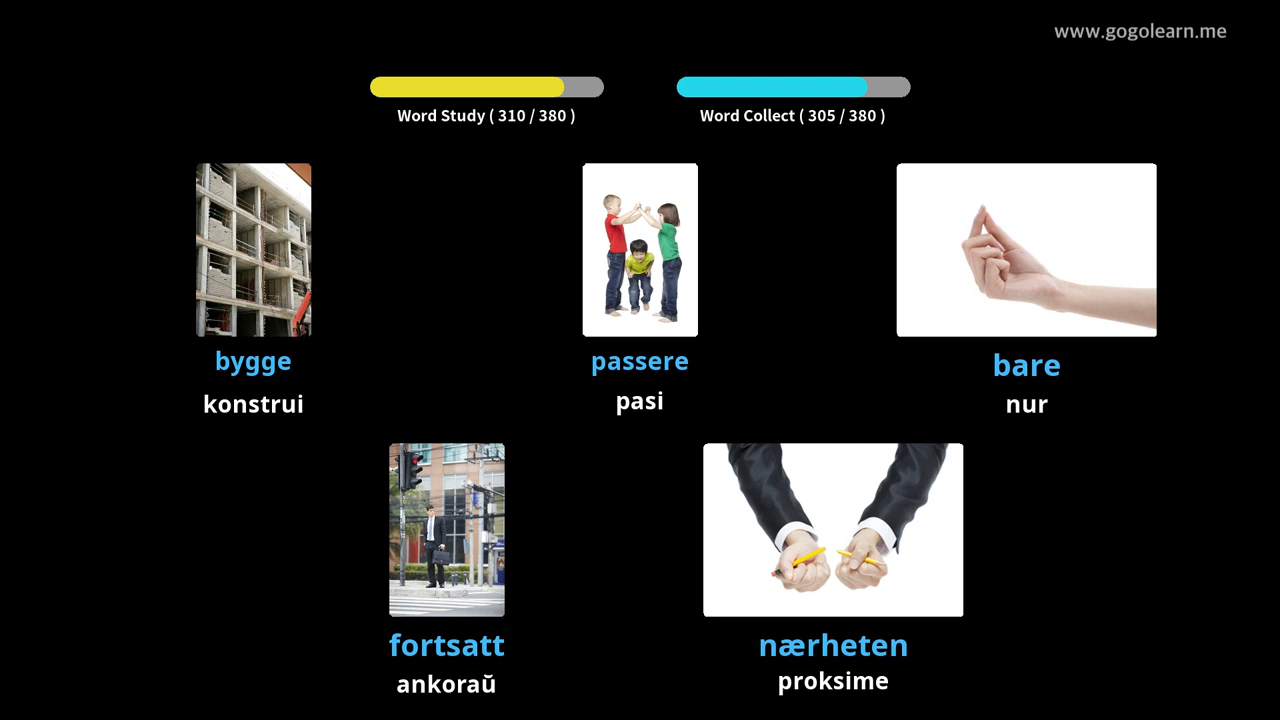 www.gogolearn.me
Word Study ( 310 / 380 )
Word Collect ( 305 / 380 )
bygge
konstrui
passere
pasi
bare
nur
fortsatt
ankoraŭ
nærheten
proksime